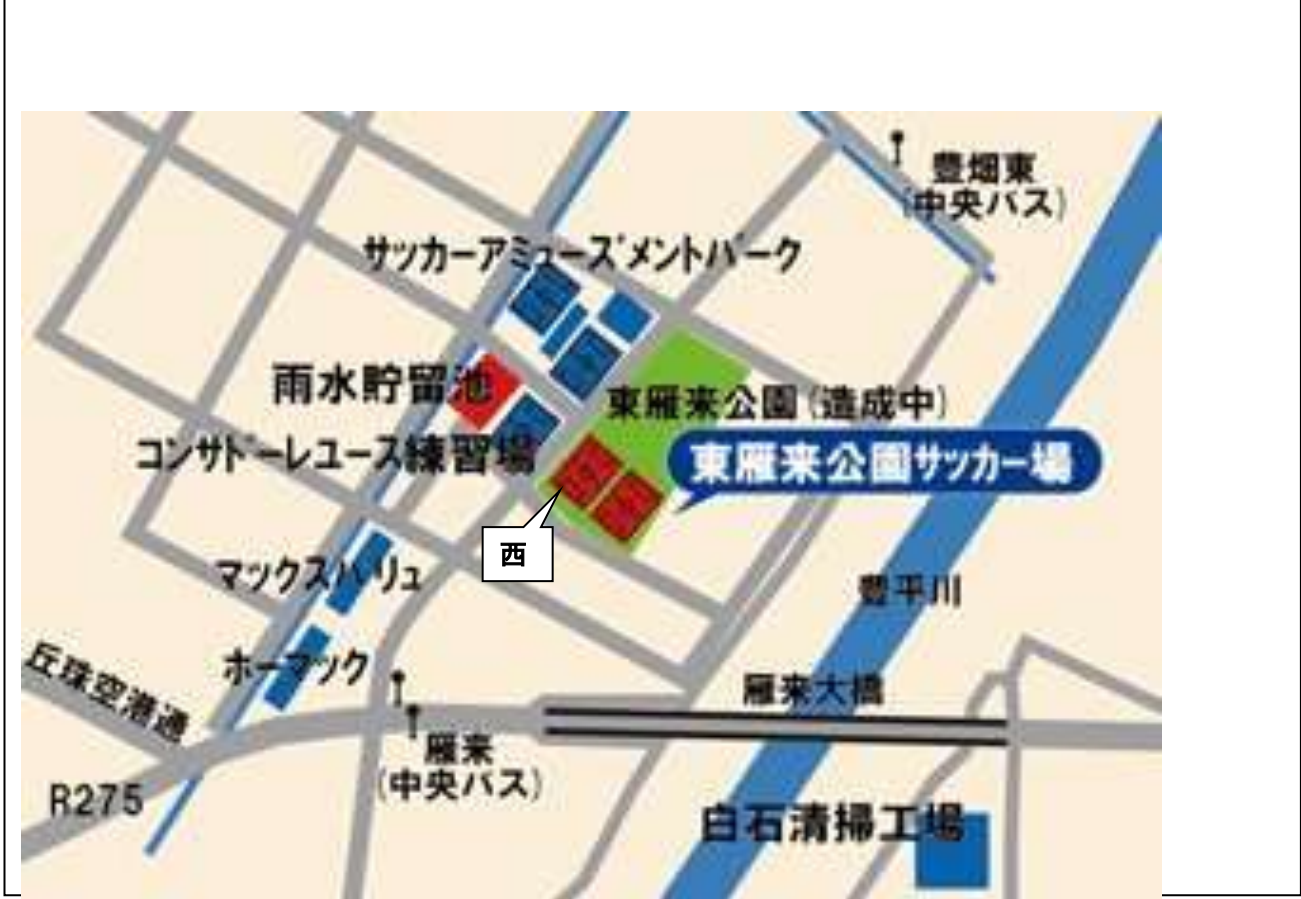 豊畑東
(中央バス)
サッカーアミューズメントパーク
雨水貯留池
東雁来公園(造成中)
コンサドーレユース練習場
東雁来公園サッカー場
西
マックスバリュ
豊平川
ホーマック
丘珠空港通
雁来大橋
雁来
(中央バス)
R275
白石清掃工場